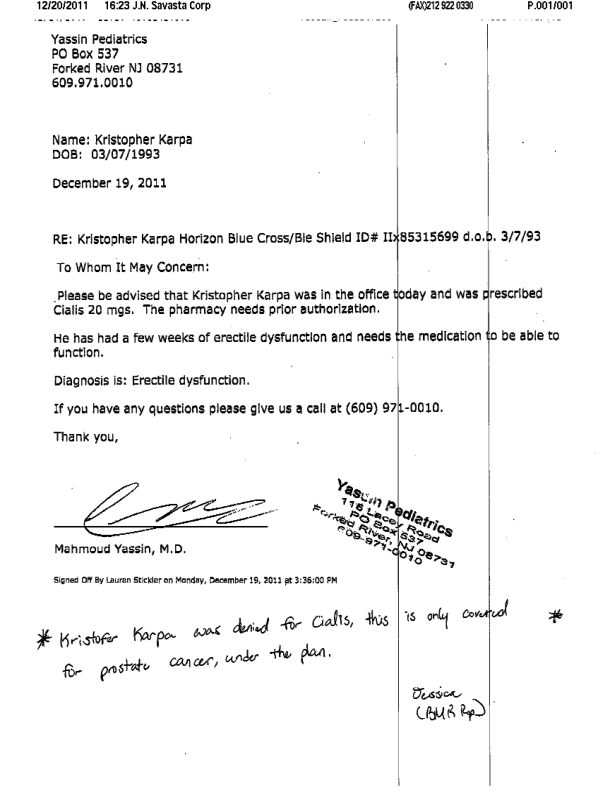 12/20/2011 16:23 J.N. Savasta Corp (FAX)212 922 0330 P.001/001
Yassin Pediatrics
PO Box 537
Forked River NJ 08731
609.971.0010
Name: Kristopher Karpa
DOB: 03/07/1993
December 19, 2011
RE: Kristopher Karpa Horizon Blue Cross/Ble Shield ID# IIx85315699 d.o.b. 3/7/93
To Whom It May Concern:
Please be advised that Kristopher Karpa was in the office today and was prescribed
Cialis 20 mgs. The pharmacy needs prior authorization.
He has had a few weeks of erectile dysfunction and needs the medication to be able to
function.
Diagnosis is: Erectile dysfunction.
If you have any questions please give us a call at (609) 971-0010.
Thank you,
Yassin Pediatrics
116 Lacey Road
PO Box 537
Forked River, NJ 08731
609-971-0010
Mahmoud Yassin, M.D.
Signed Off By Lauren Stickler on Monday, December 19, 2011 at 3:36:00 PM
* Kristofer Karpa was denied for Cialis, this is only covered *
for prostate cancer, under the plan.
Jessica
(BMR Rep)